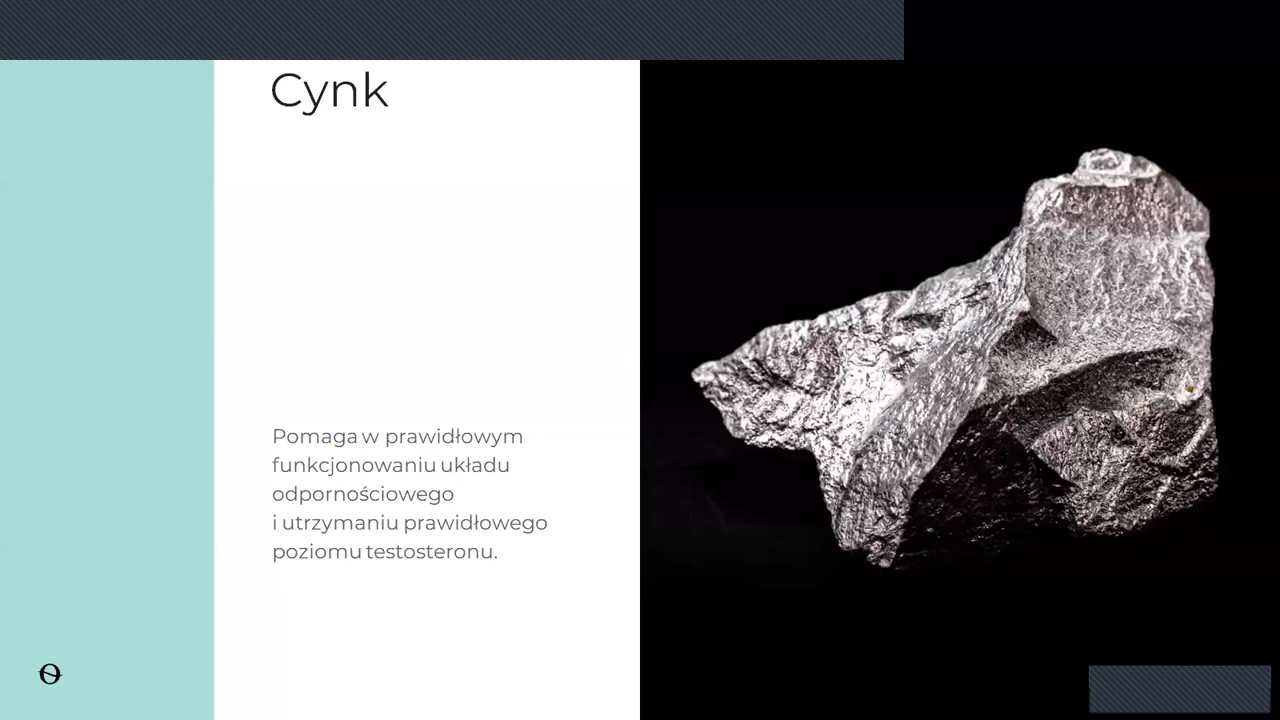 Cynk
Pomaga w prawidłowym
funkcjonowaniu układu
odpornościowego
i utrzymaniu prawidłowego
poziomu testosteronu.